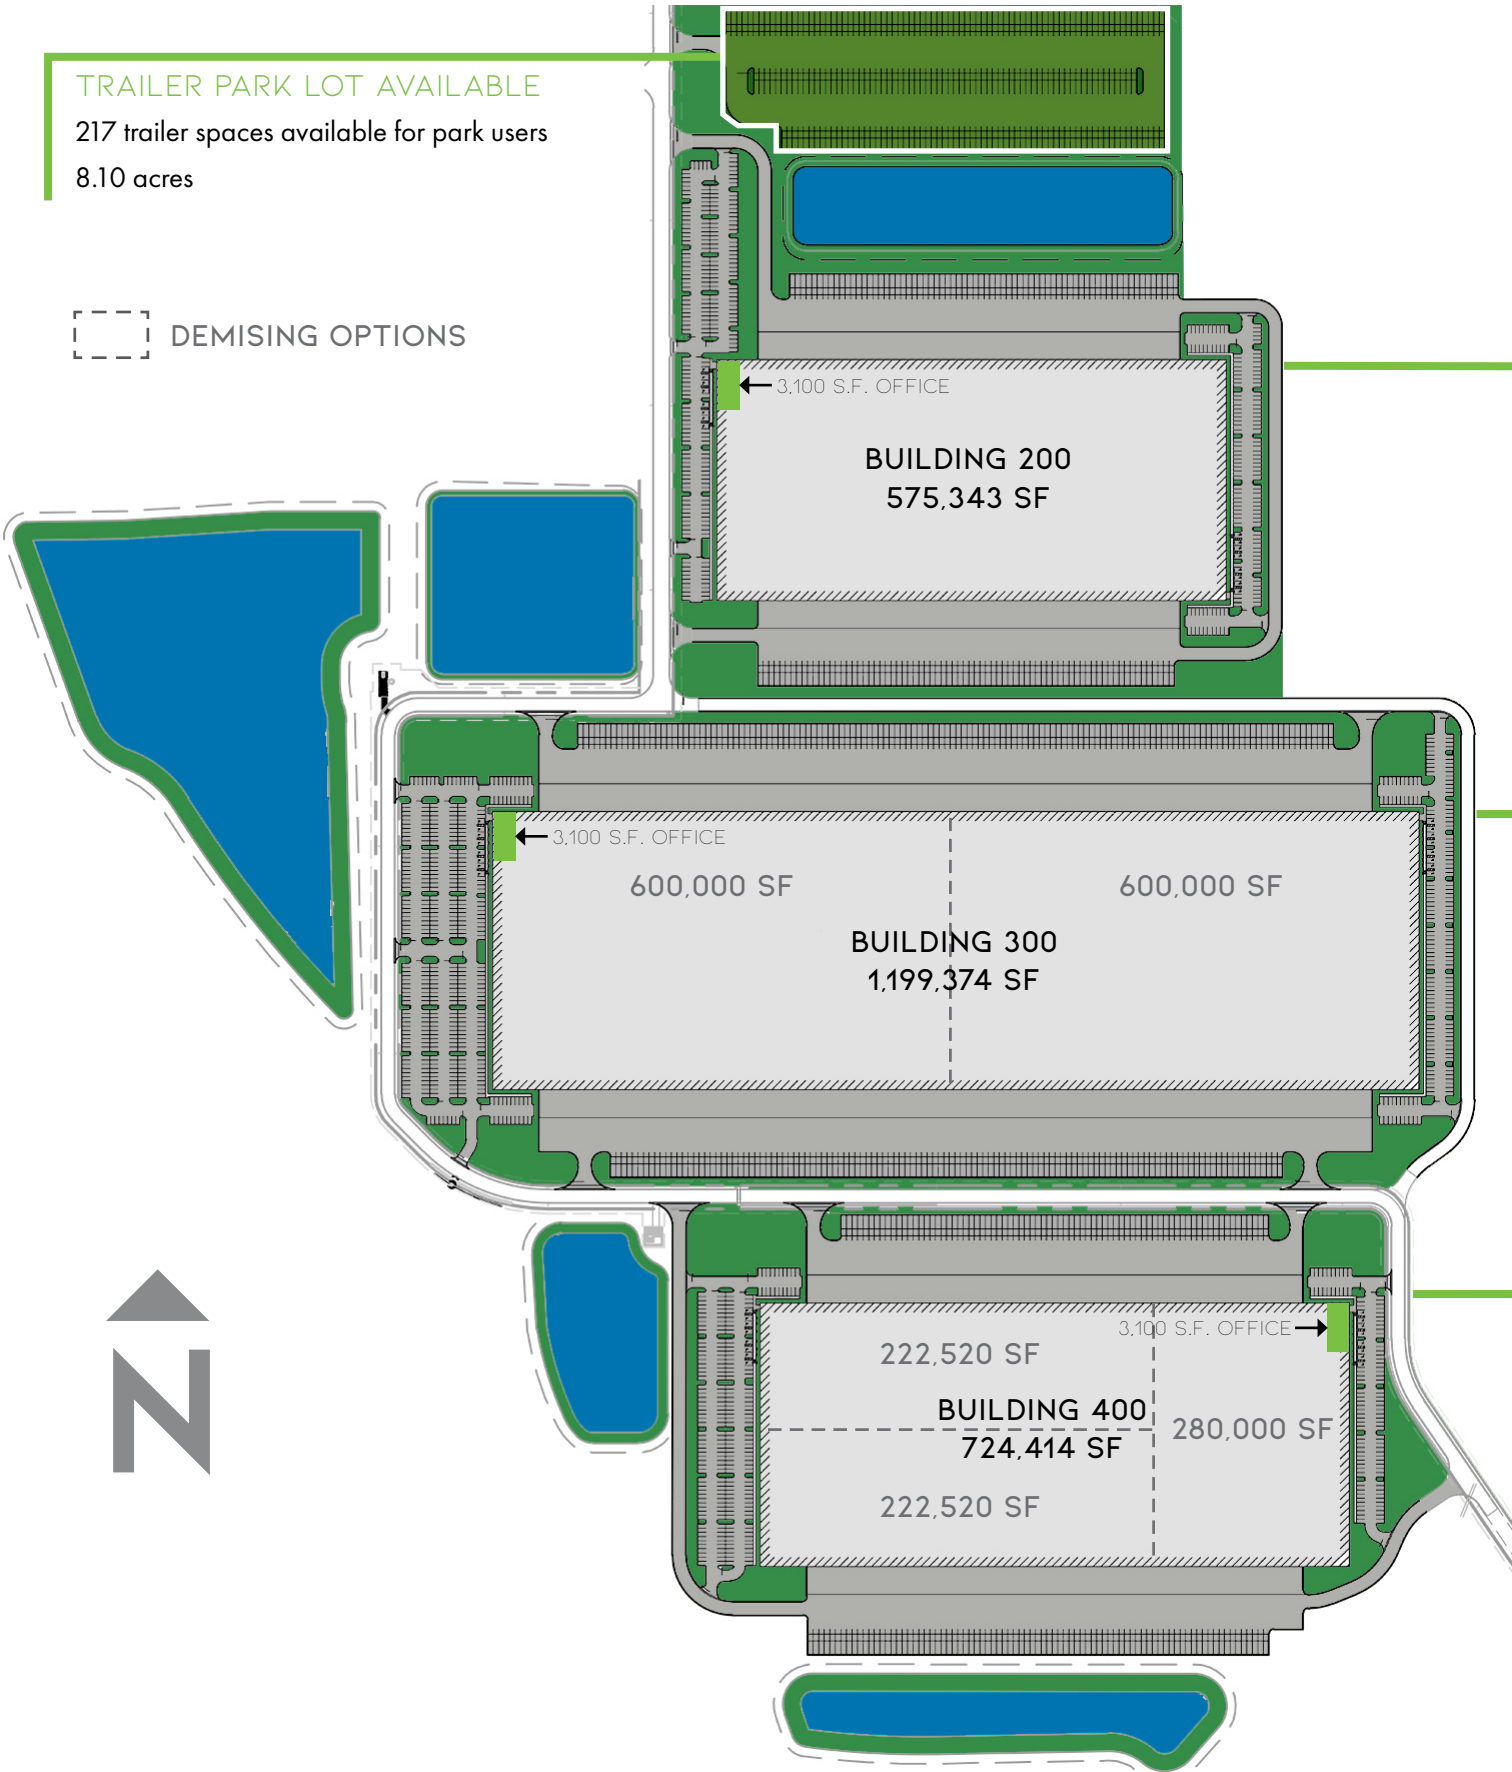 TRAILER PARK LOT AVAILABLE
217 trailer spaces available for park users
8.10 acres
DEMISING OPTIONS
3,100 S.F. OFFICE
BUILDING 200
575,343 SF
3,100 S.F. OFFICE
600,000 SF
600,000 SF
BUILDING 300
1,199,374 SF
3,100 S.F. OFFICE
222,520 SF
BUILDING 400
280,000 SF
724,414 SF
222,520 SF
N